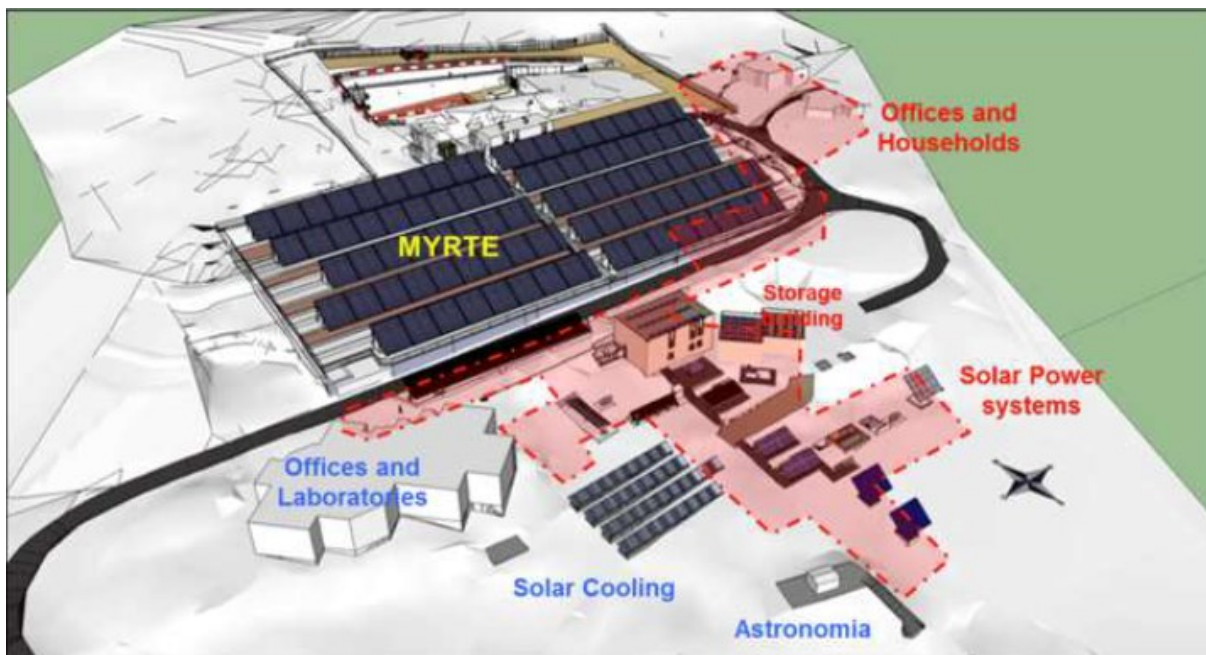 Offices and
Households
MYRTE
Storage
building
Solar Power
systems
Offices and
Laboratories
Solar Cooling
Astronomia